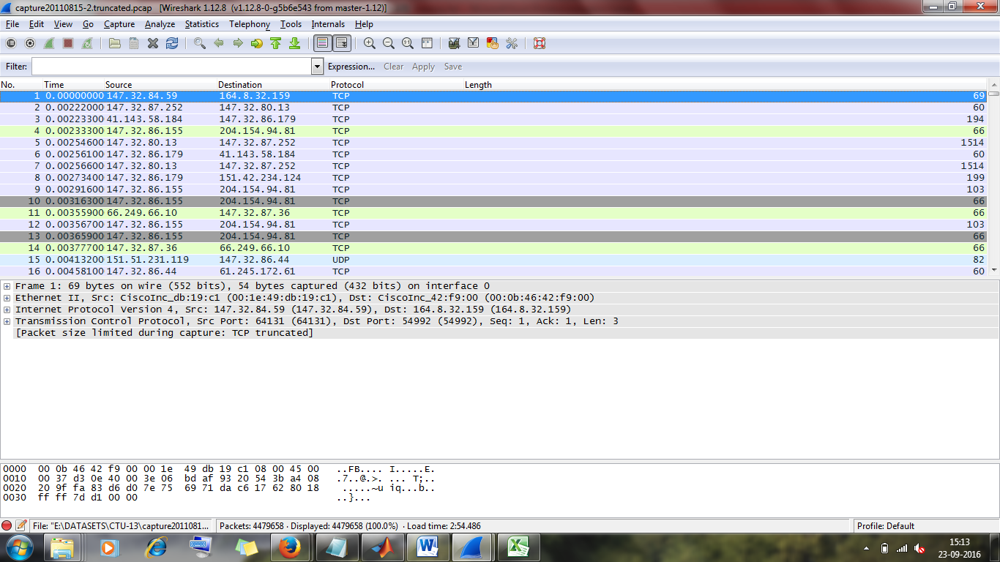 capture20110815-2.truncated.pcap [Wireshark 1.12.8 (v1.12.8-0-g5b6e543 from master-1.12)]
File Edit View Go Capture Analyze Statistics Telephony Tools Internals Help
Filter: Expression... Clear Apply Save
No. Time Source Destination Protocol Length
1 0.00000000 147.32.84.59 164.8.32.159 TCP 69
2 0.00222000 147.32.87.252 147.32.80.13 TCP 60
3 0.00223300 41.143.58.184 147.32.86.179 TCP 194
4 0.00233300 147.32.86.155 204.154.94.81 TCP 66
5 0.00254600 147.32.80.13 147.32.87.252 TCP 1514
6 0.00256100 147.32.86.179 41.143.58.184 TCP 60
7 0.00256600 147.32.80.13 147.32.87.252 TCP 1514
8 0.00273400 147.32.86.179 151.42.234.124 TCP 199
9 0.00291600 147.32.86.155 204.154.94.81 TCP 103
10 0.00316300 147.32.86.155 204.154.94.81 TCP 66
11 0.00355900 66.249.66.10 147.32.87.36 TCP 66
12 0.00356700 147.32.86.155 204.154.94.81 TCP 103
13 0.00365900 147.32.86.155 204.154.94.81 TCP 66
14 0.00377700 147.32.87.36 66.249.66.10 TCP 66
15 0.00413200 151.51.231.119 147.32.86.44 UDP 82
16 0.00458100 147.32.86.44 61.245.172.61 TCP 60
Frame 1: 69 bytes on wire (552 bits), 54 bytes captured (432 bits) on interface 0
Ethernet II, Src: CiscoInc_db:19:c1 (00:1e:49:db:19:c1), Dst: CiscoInc_42:f9:00 (00:0b:46:42:f9:00)
Internet Protocol Version 4, Src: 147.32.84.59 (147.32.84.59), Dst: 164.8.32.159 (164.8.32.159)
Transmission Control Protocol, Src Port: 64131 (64131), Dst Port: 54992 (54992), Seq: 1, Ack: 1, Len: 3
[Packet size limited during capture: TCP truncated]
0000 00 0b 46 42 f9 00 00 1e 49 db 19 c1 08 00 45 00 ..FB.... I.....E.
0010 00 37 d3 0e 40 00 3e 06 bd af 93 20 54 3b a4 08 .7..@.>. ... T;..
0020 20 9f fa 83 d6 d0 7e 75 69 71 da c6 17 62 80 18 .....~u iq...b..
0030 ff ff 7d d1 00 00 ..}...
File: "E:\DATASETS\CTU-13\capture2011081... Packets: 4479658 · Displayed: 4479658 (100.0%) · Load time: 2:54.486 Profile: Default
15:13
23-09-2016